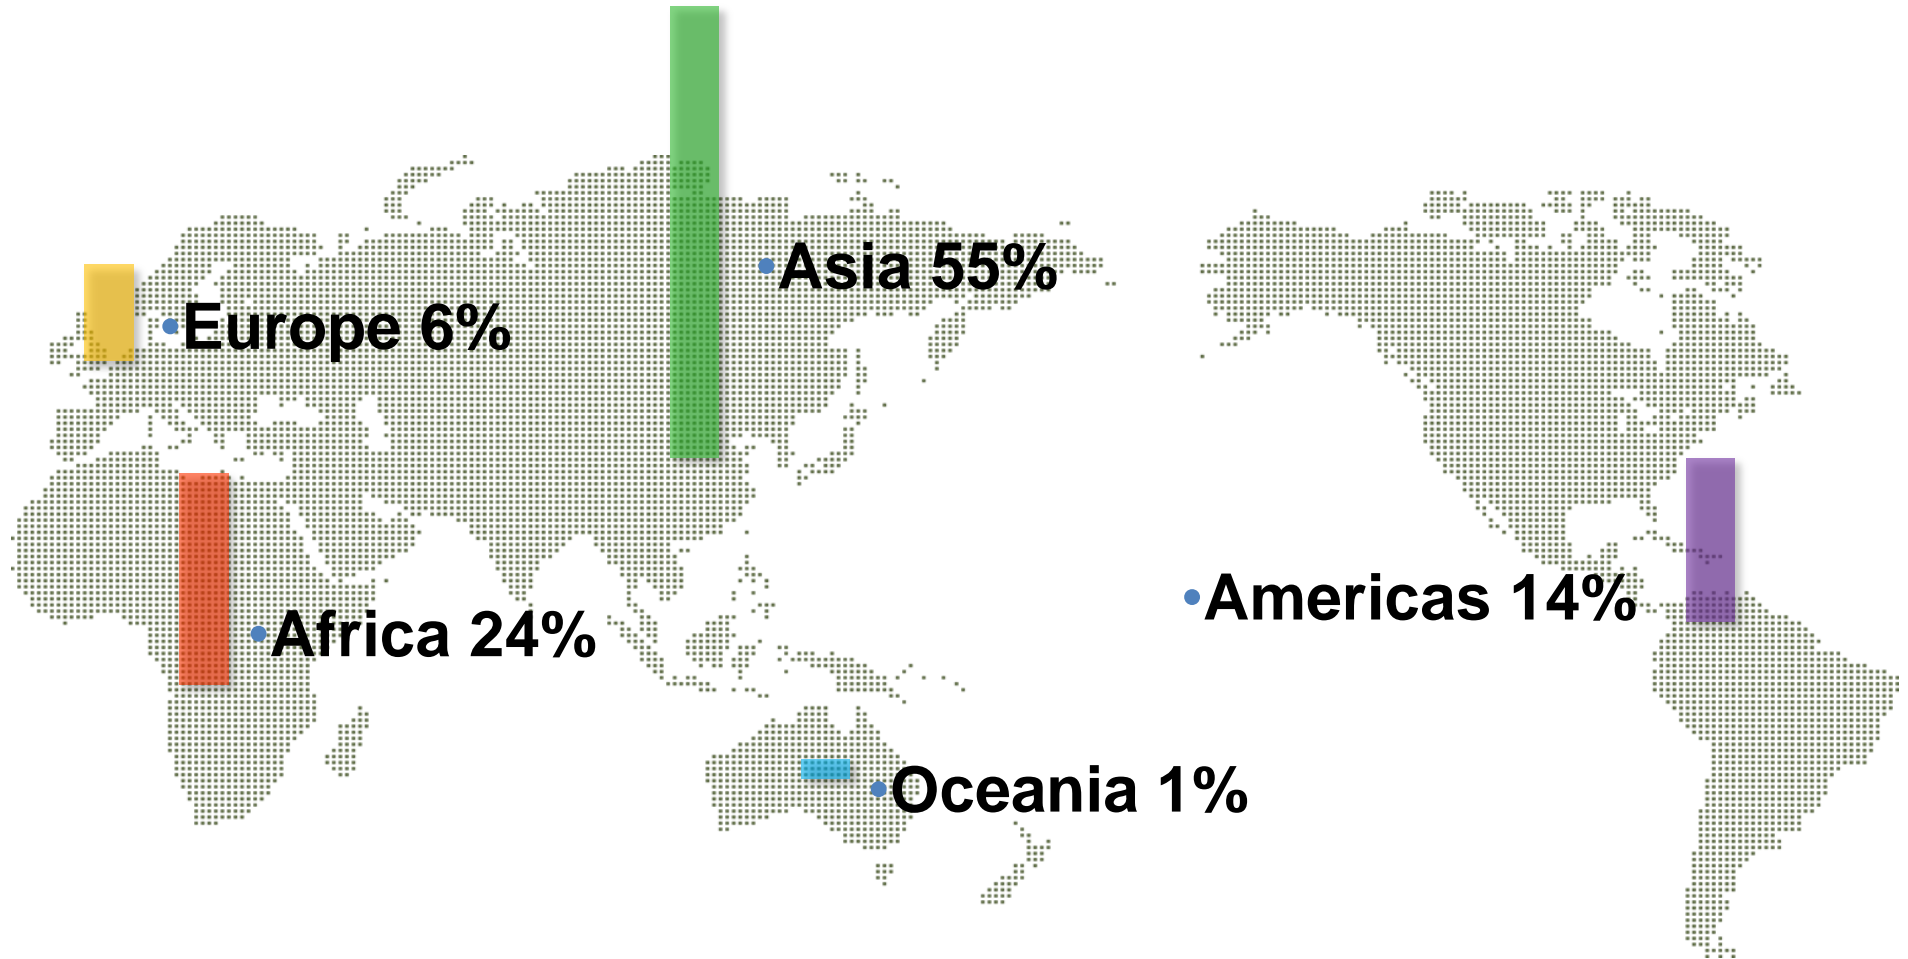 •Asia 55%
•Europe 6%
•Americas 14%
•Africa 24%
•Oceania 1%